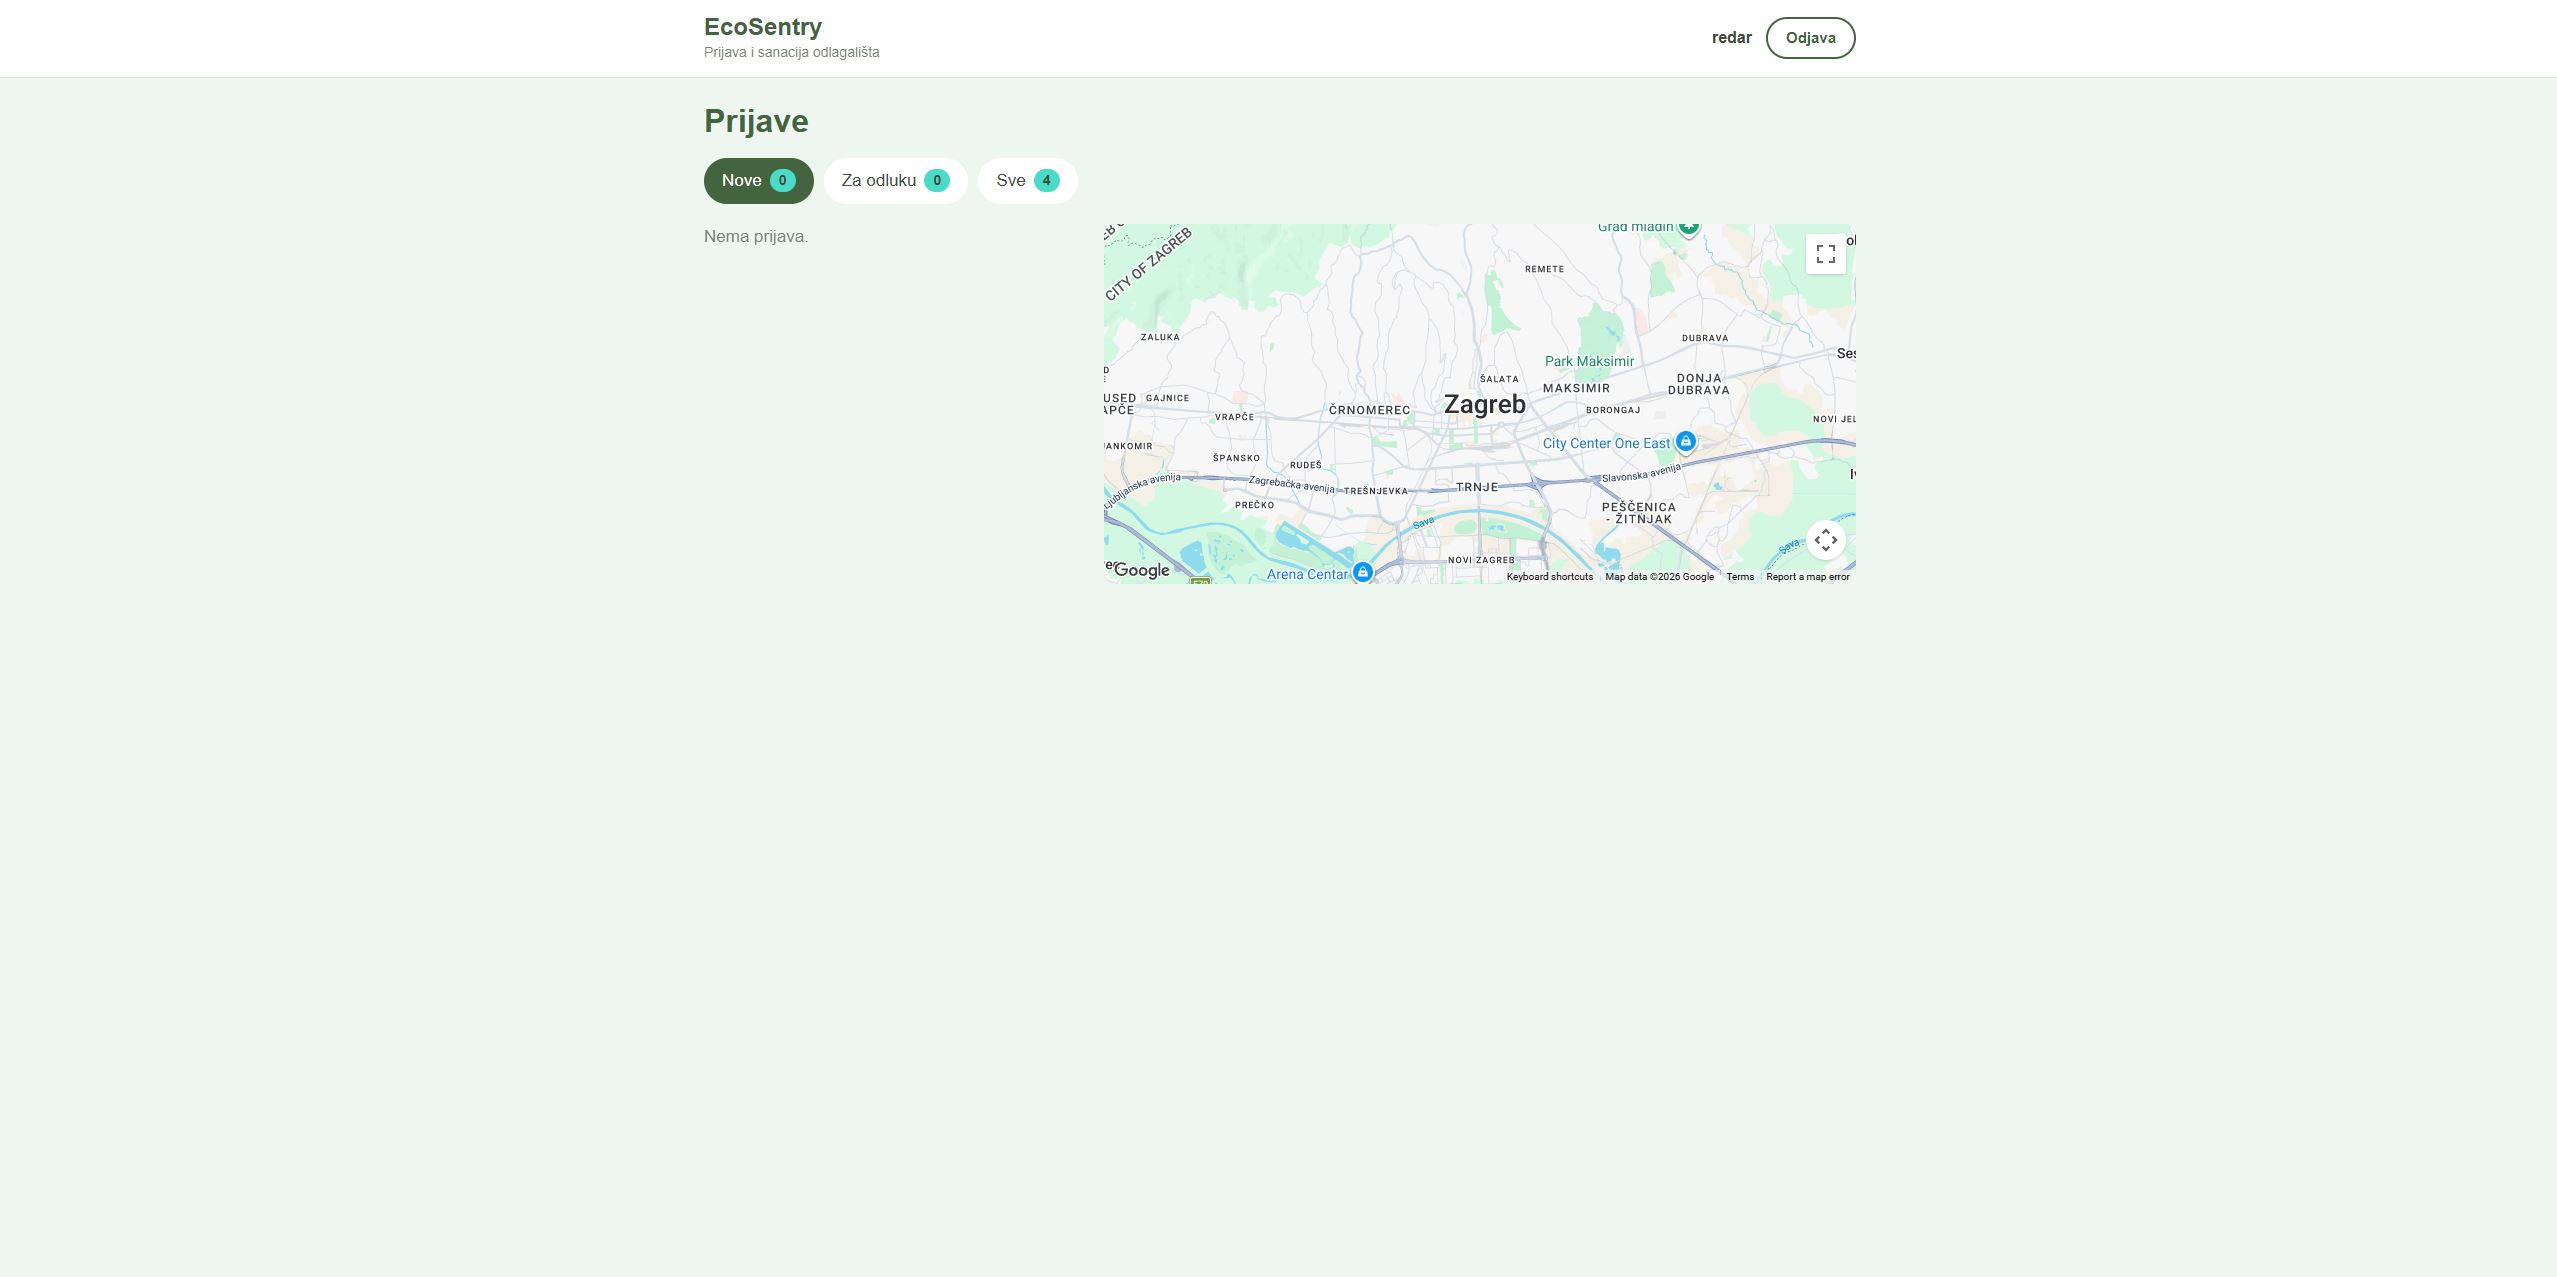 EcoSentry
Prijava i sanacija odlagališta
redar
Odjava
Prijave
Nove 0
Za odluku 0
Sve 4
Nema prijava.
Grad mladih
CITY OF ZAGREB
REMETE
ZALUKA
DUBRAVA
Park Maksimir
ŠALATA
MAKSIMIR
DONJA
DUBRAVA
GAJNICE
VRAPČE
ČRNOMEREC
Zagreb
BORONGAJ
City Center One East
ŠPANSKO
RUDEŠ
Ljubljanska avenija
Zagrebačka avenija
TREŠNJEVKA
TRNJE
Slavonska avenija
PREČKO
PEŠČENICA
- ŽITNJAK
Sava
Sava
NOVI ZAGREB
Google
Arena Centar
Keyboard shortcuts
Map data ©2026 Google
Terms
Report a map error